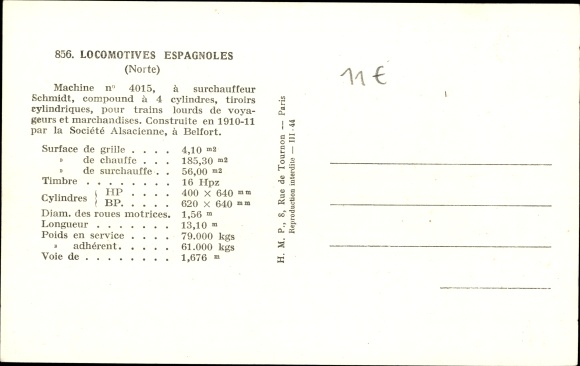 856. LOCOMOTIVES ESPAGNOLES
(Norte)
Machine n° 4015, à surchauffeur
Schmidt, compound à 4 cylindres, tiroirs
cylindriques, pour trains lourds de voya-
geurs et marchandises. Construite en 1910-11
par la Société Alsacienne, à Belfort.
Surface de grille . . . . 4,10 m2
» de chauffe . . . 185,30 m2
» de surchauffe . . 56,00 m2
Timbre . . . . . . . . 16 Hpz
Cylindres { HP . . . . 400 × 640 mm
{ BP. . . . . 620 × 640 mm
Diam. des roues motrices. 1,56 m
Longueur . . . . . . . 13,10 m
Poids en service . . . . 79.000 kgs
» adhérent. . . . . 61.000 kgs
Voie de . . . . . . . . 1,676 m
H. M. P., 8, Rue de Tournon — Paris
Reproduction interdite — III-44
11 €